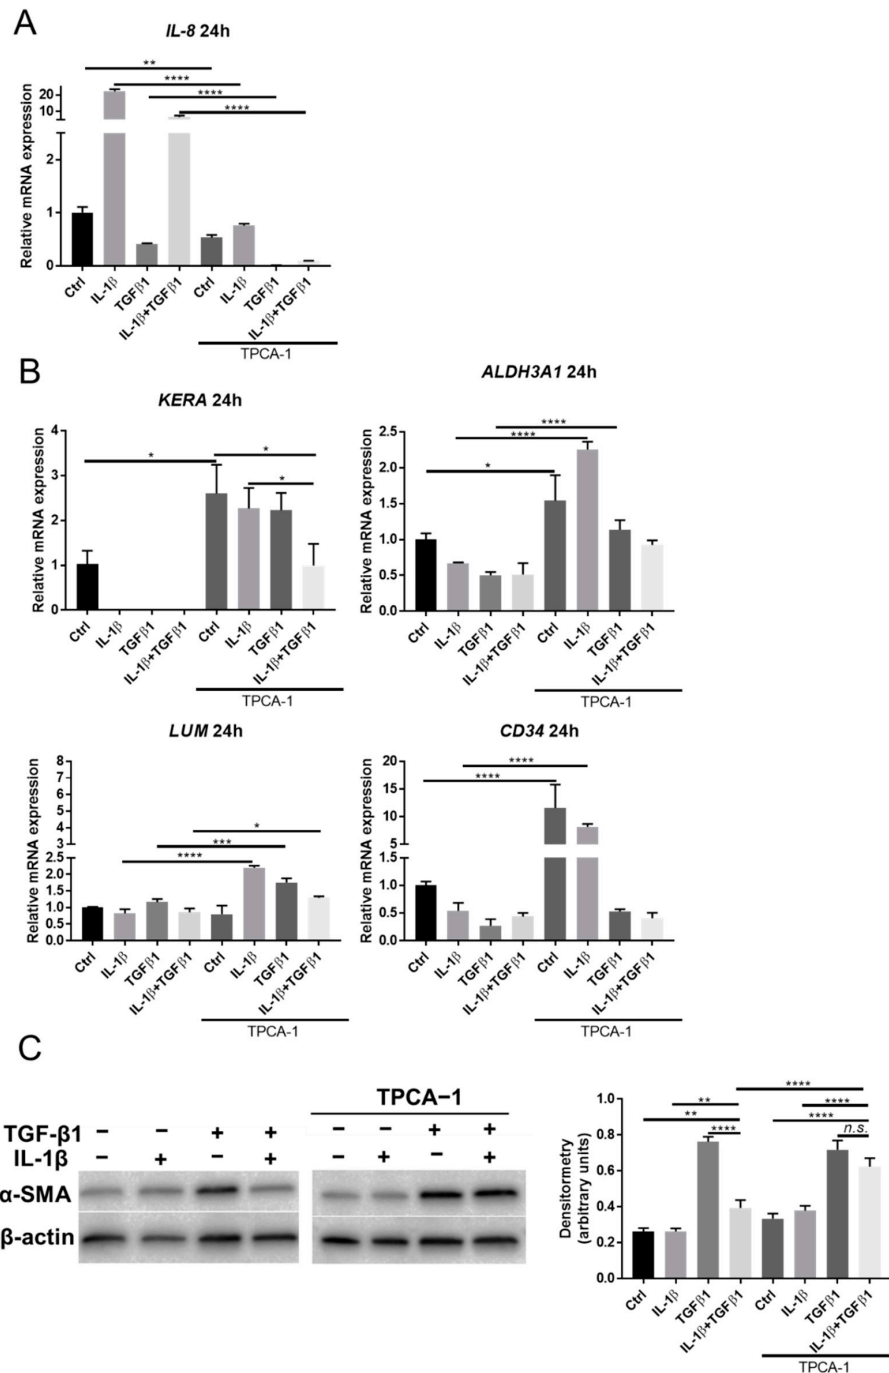 A
IL-8 24h
**
****
****
****
Relative mRNA expression
20
10
2
1
0
Ctrl
IL-1β
TGFβ1
IL-1β+TGFβ1
Ctrl
IL-1β
TGFβ1
IL-1β+TGFβ1
TPCA-1
B
KERA 24h
*
*
*
Relative mRNA expression
4
3
2
1
0
Ctrl
IL-1β
TGFβ1
IL-1β+TGFβ1
Ctrl
IL-1β
TGFβ1
IL-1β+TGFβ1
TPCA-1
ALDH3A1 24h
****
****
*
Relative mRNA expression
2.5
2.0
1.5
1.0
0.5
0.0
Ctrl
IL-1β
TGFβ1
IL-1β+TGFβ1
Ctrl
IL-1β
TGFβ1
IL-1β+TGFβ1
TPCA-1
LUM 24h
*
***
****
Relative mRNA expression
8
7
6
5
4
3
2.5
2.0
1.5
1.0
0.5
0.0
Ctrl
IL-1β
TGFβ1
IL-1β+TGFβ1
Ctrl
IL-1β
TGFβ1
IL-1β+TGFβ1
TPCA-1
CD34 24h
****
****
Relative mRNA expression
20
15
10
5
1.5
1.0
0.5
0.0
Ctrl
IL-1β
TGFβ1
IL-1β+TGFβ1
Ctrl
IL-1β
TGFβ1
IL-1β+TGFβ1
TPCA-1
C
TPCA−1
TGF-β1 − − + + − − + +
IL-1β − + − + − + − +
α-SMA
β-actin
****
** ****
** ****
**** n.s.
Densitormetry
(arbitrary units)
1.0
0.8
0.6
0.4
0.2
0.0
Ctrl
IL-1β
TGFβ1
IL-1β+TGFβ1
Ctrl
IL-1β
TGFβ1
IL-1β+TGFβ1
TPCA-1